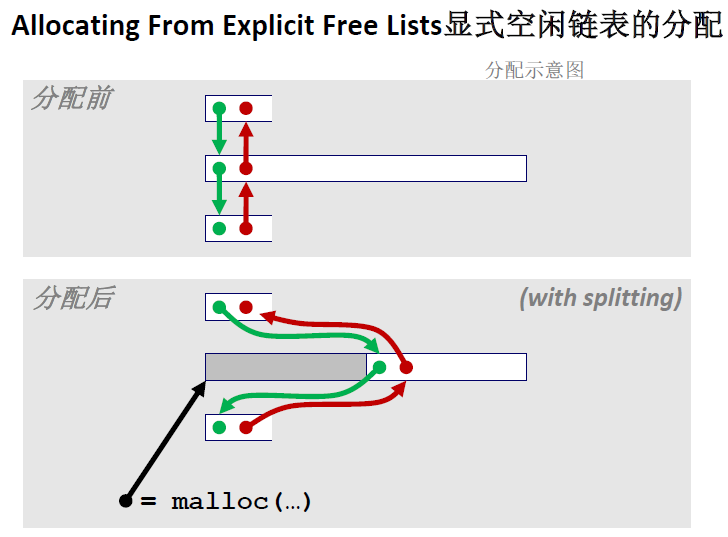 Allocating From Explicit Free Lists显式空闲链表的分配
分配示意图
分配前
分配后
(with splitting)
= malloc(…)